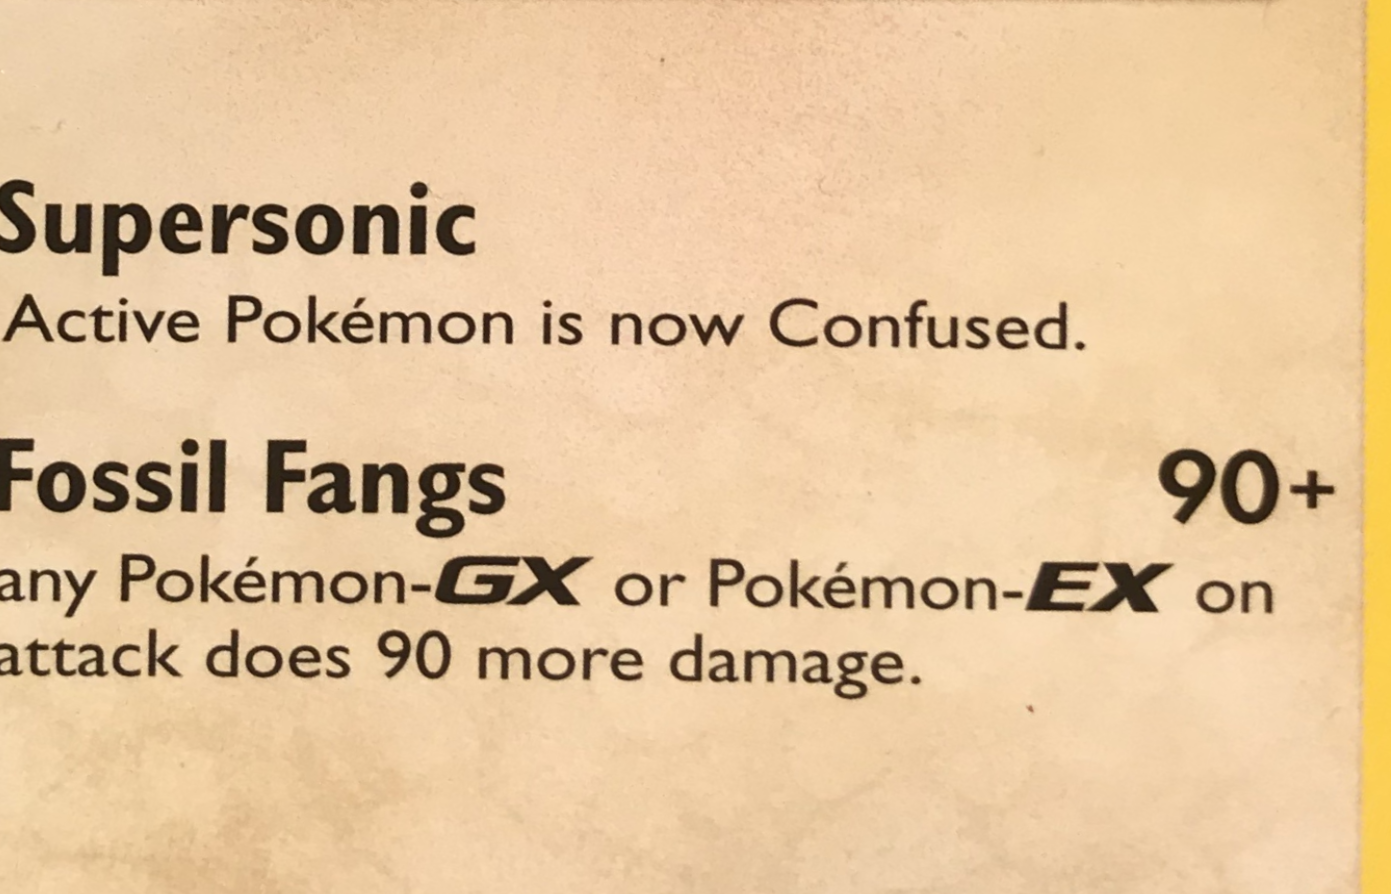 Supersonic
Active Pokémon is now Confused.
Fossil Fangs 90+
any Pokémon-GX or Pokémon-EX on
attack does 90 more damage.